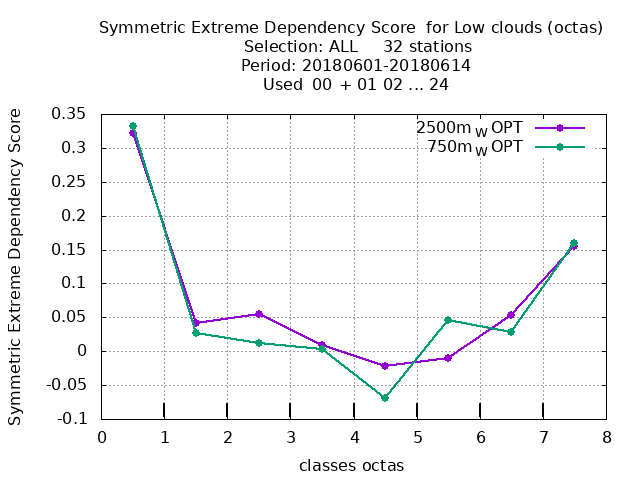 Symmetric Extreme Dependency Score  for Low clouds (octas)
Selection: ALL     32 stations
Period: 20180601-20180614
Used  00  + 01 02 ... 24
Symmetric Extreme Dependency Score
2500m W OPT
750m W OPT
0.35
0.3
0.25
0.2
0.15
0.1
0.05
0
-0.05
-0.1
0 1 2 3 4 5 6 7 8
classes octas